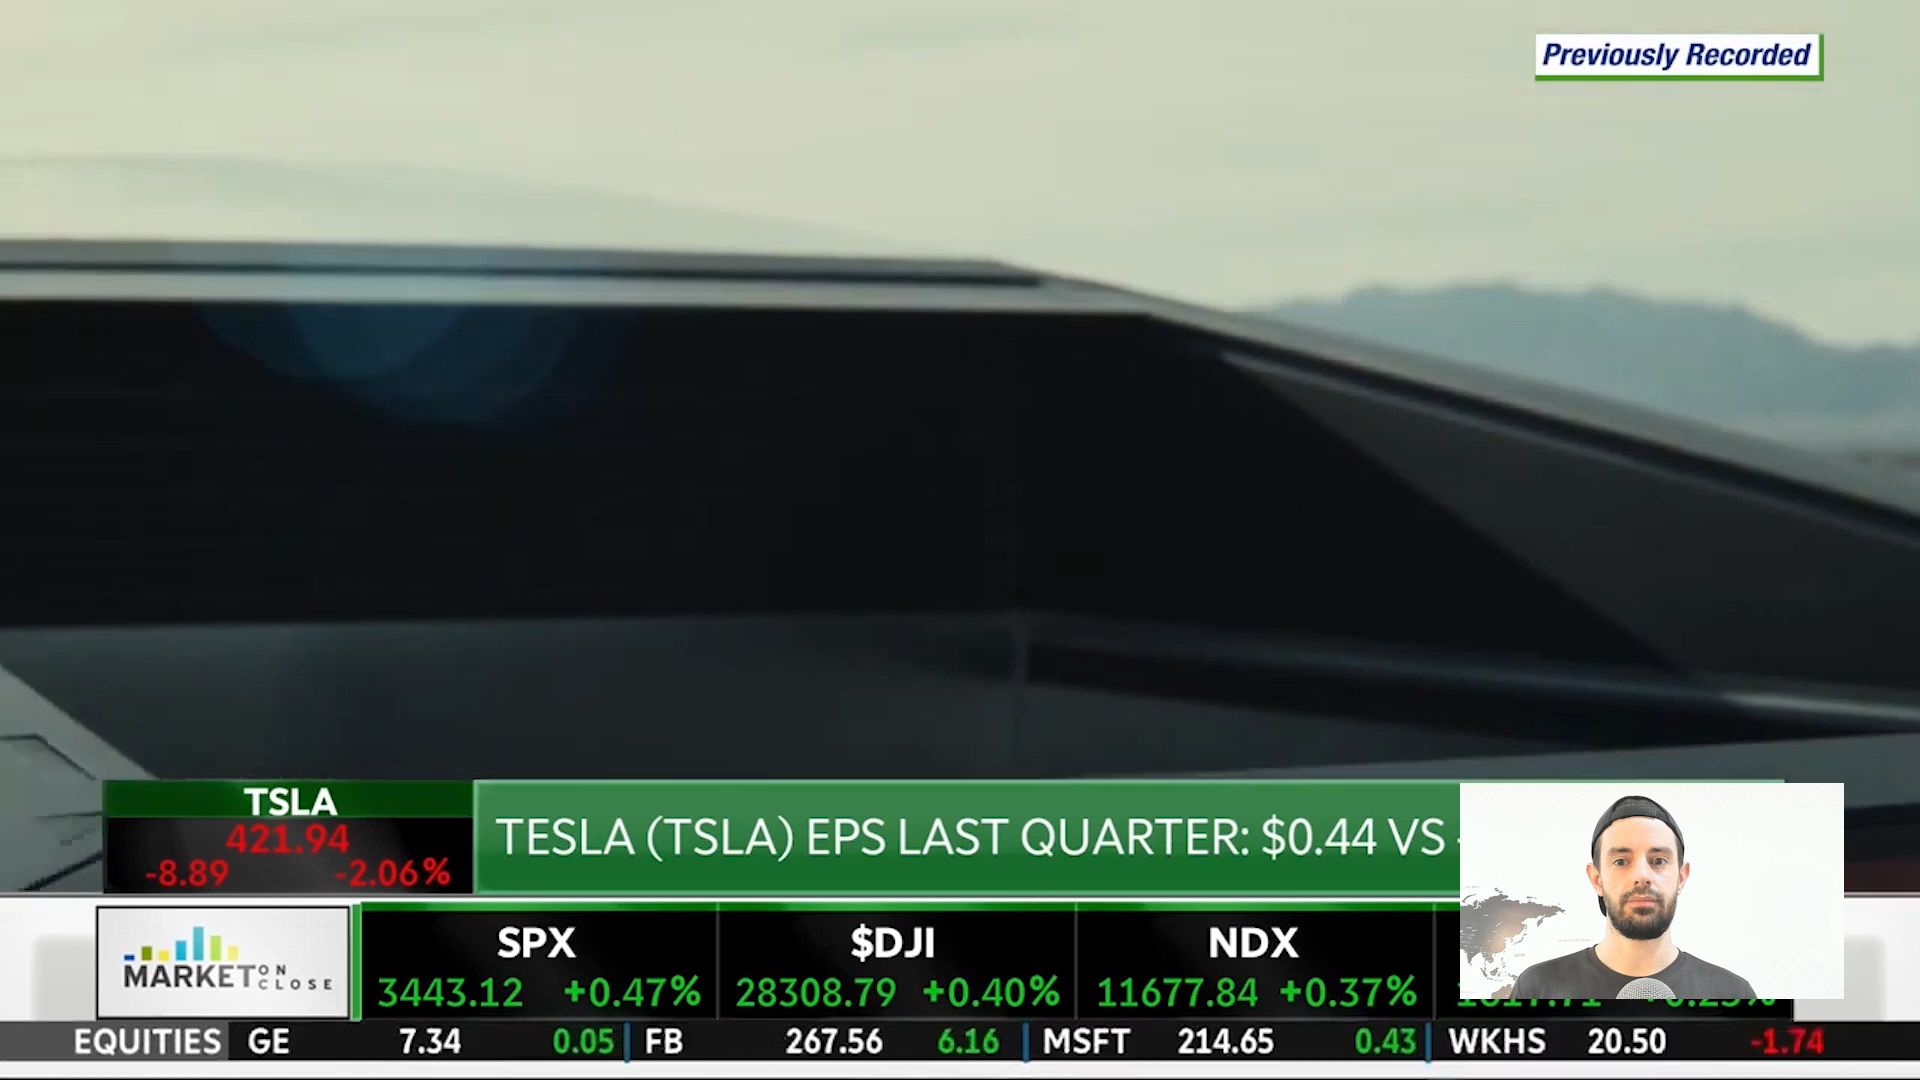 Previously Recorded
TSLA
421.94
-8.89 -2.06%
TESLA (TSLA) EPS LAST QUARTER: $0.44 VS
MARKET ON CLOSE
SPX
3443.12 +0.47%
$DJI
28308.79 +0.40%
NDX
11677.84 +0.37%
EQUITIES GE 7.34 0.05 FB 267.56 6.16 MSFT 214.65 0.43 WKHS 20.50 -1.74